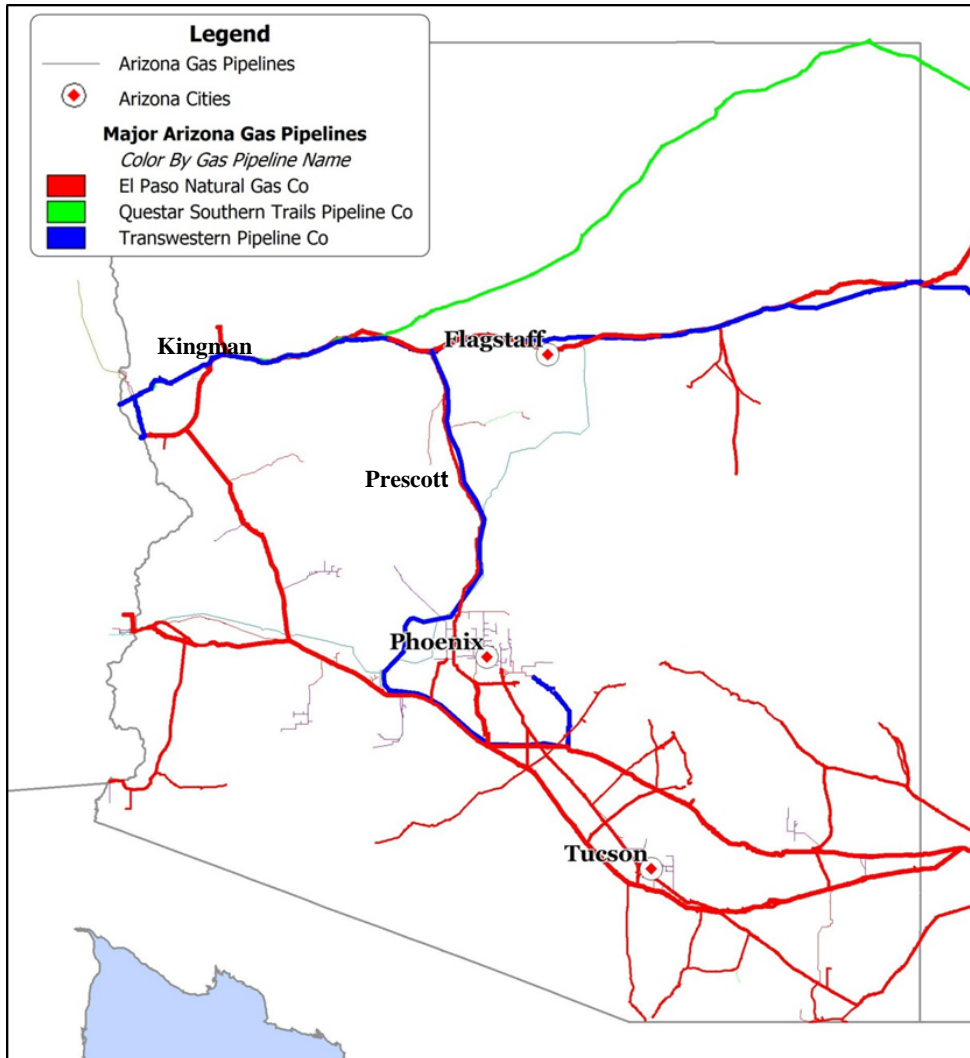 Legend
Arizona Gas Pipelines
Arizona Cities
Major Arizona Gas Pipelines
Color By Gas Pipeline Name
El Paso Natural Gas Co
Questar Southern Trails Pipeline Co
Transwestern Pipeline Co
Kingman
Flagstaff
Prescott
Phoenix
Tucson